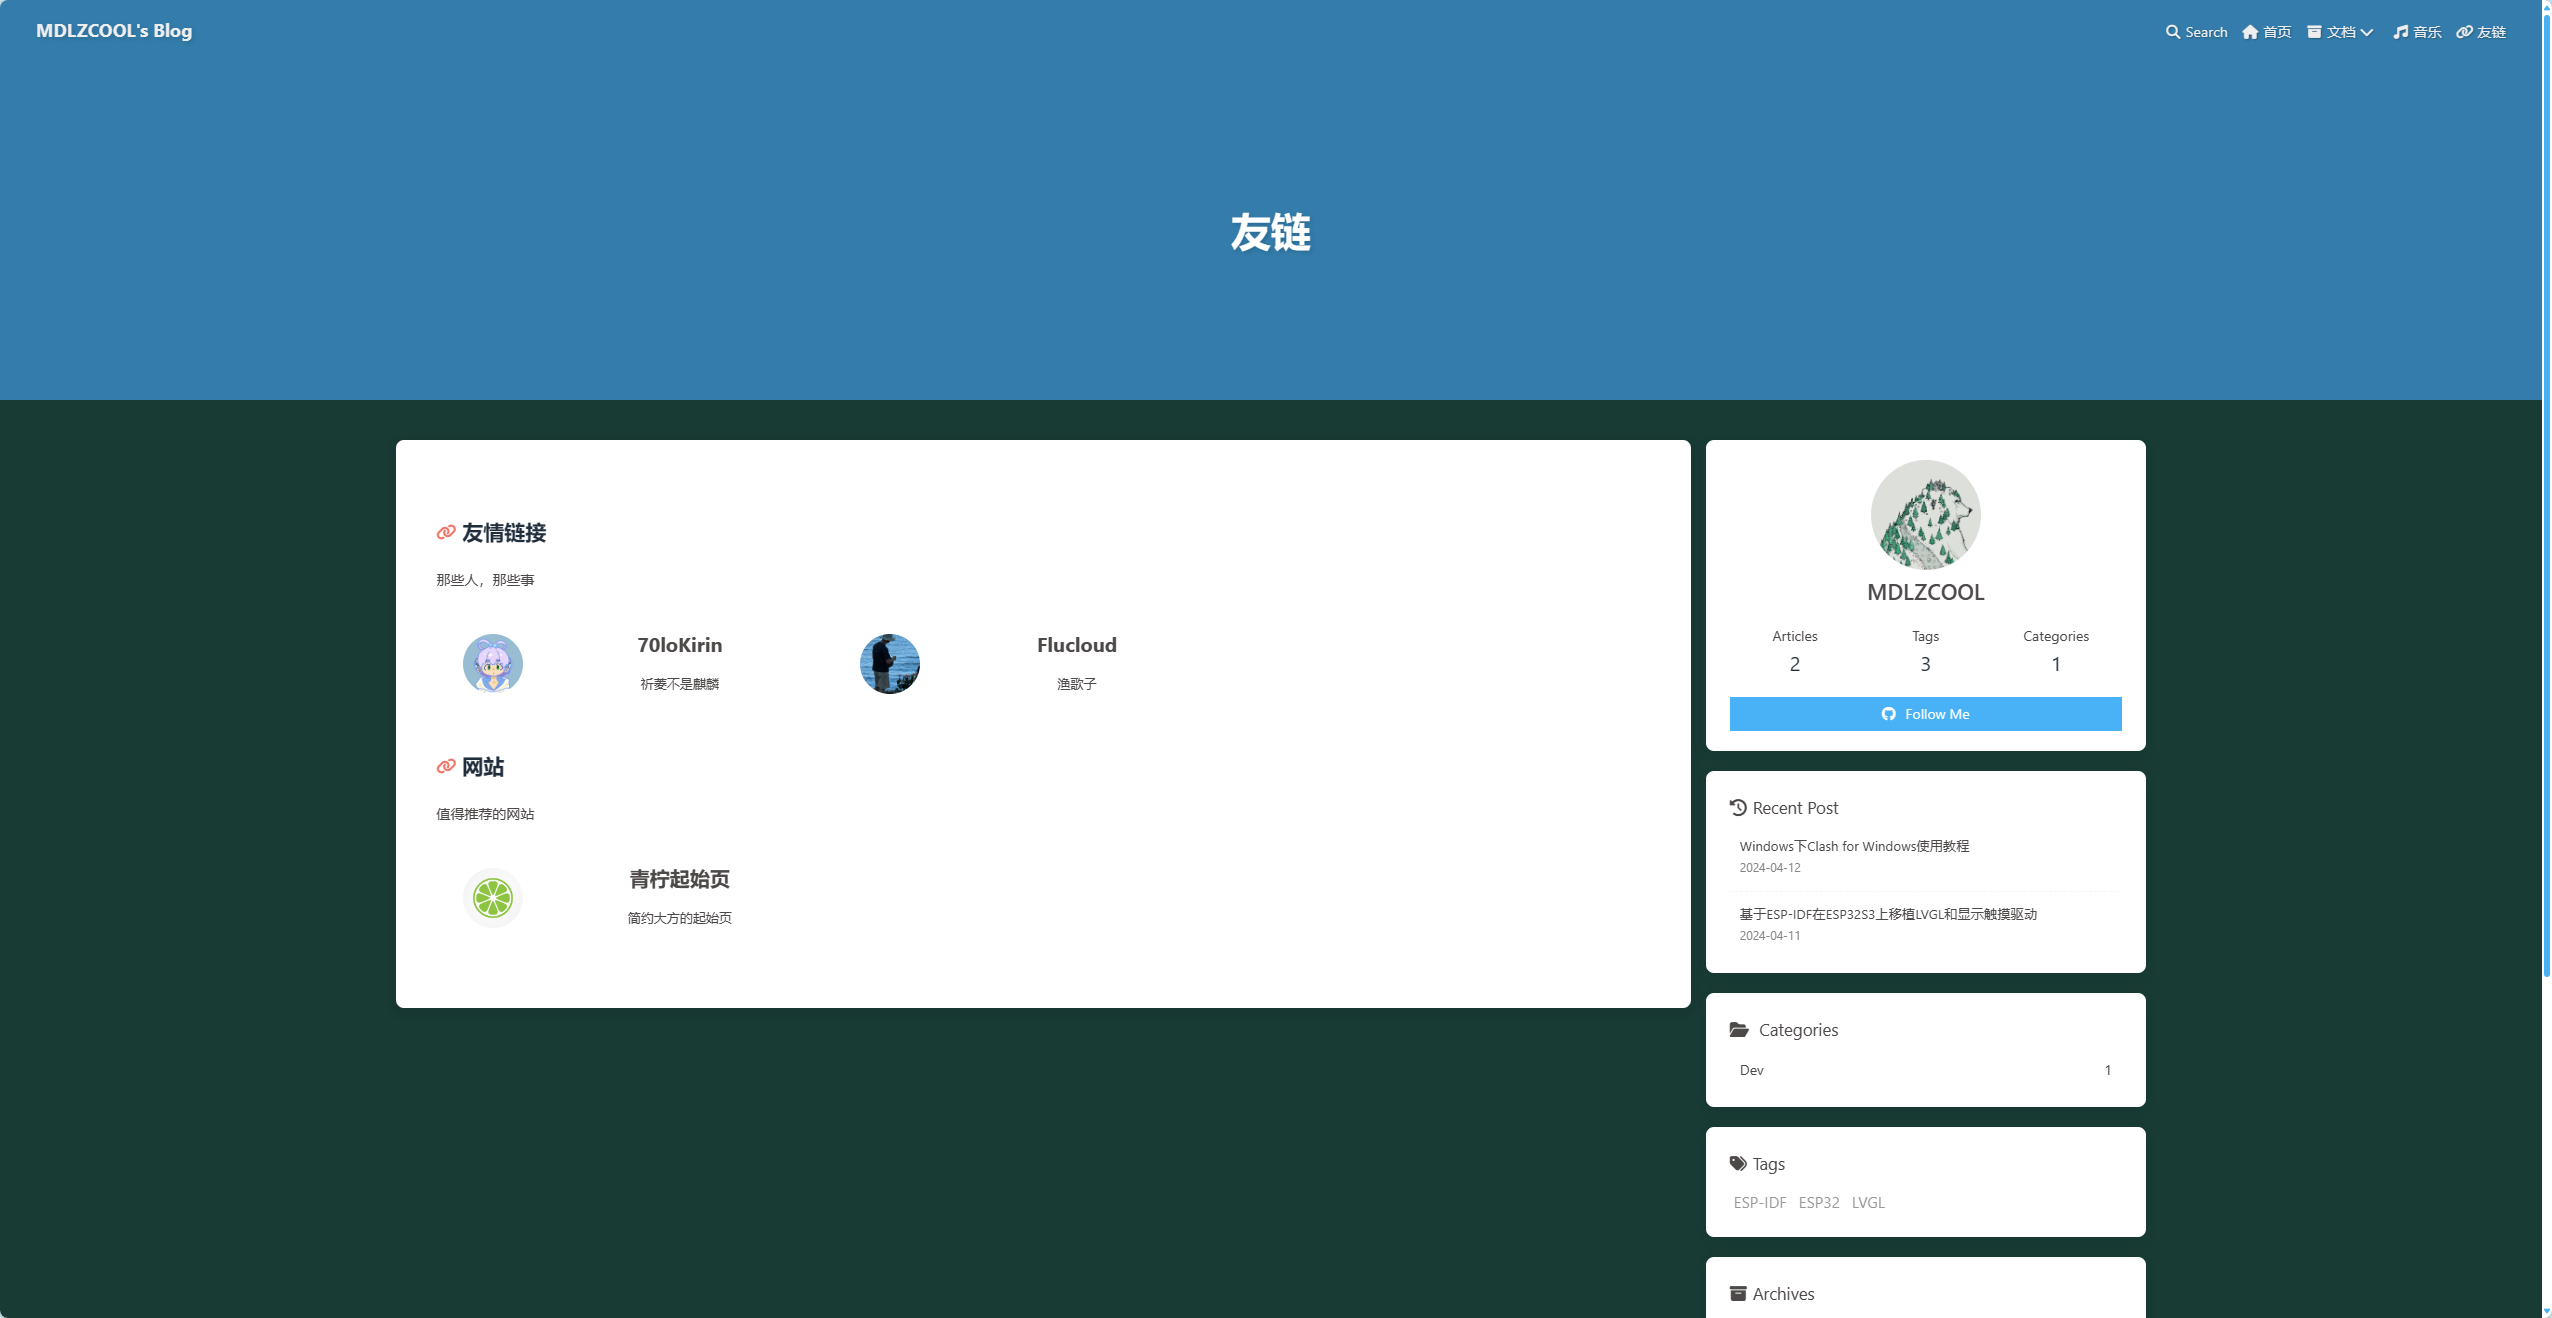 MDLZCOOL's Blog
Search 首页 文档 音乐 友链
友链
友情链接
那些人，那些事
70loKirin
祈菱不是麒麟
Flucloud
渔歌子
网站
值得推荐的网站
青柠起始页
简约大方的起始页
MDLZCOOL
Articles Tags Categories
2 3 1
Follow Me
Recent Post
Windows下Clash for Windows使用教程
2024-04-12
基于ESP-IDF在ESP32S3上移植LVGL和显示触摸驱动
2024-04-11
Categories
Dev 1
Tags
ESP-IDF ESP32 LVGL
Archives